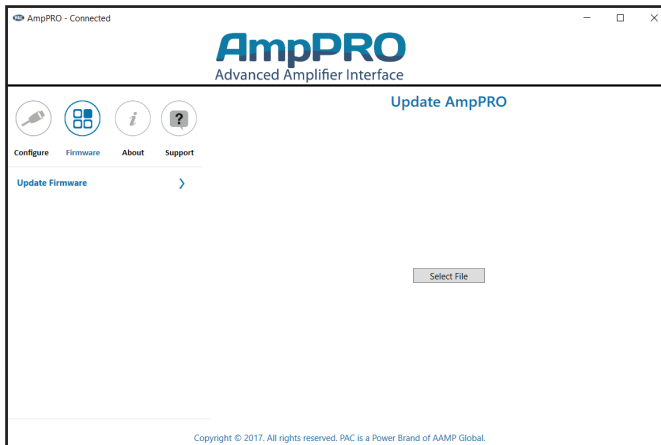 PAC AmpPRO - Connected
AmpPRO
Advanced Amplifier Interface
Configure
Firmware
About
Support
Update Firmware
Update AmpPRO
Select File
Copyright © 2017. All rights reserved. PAC is a Power Brand of AAMP Global.